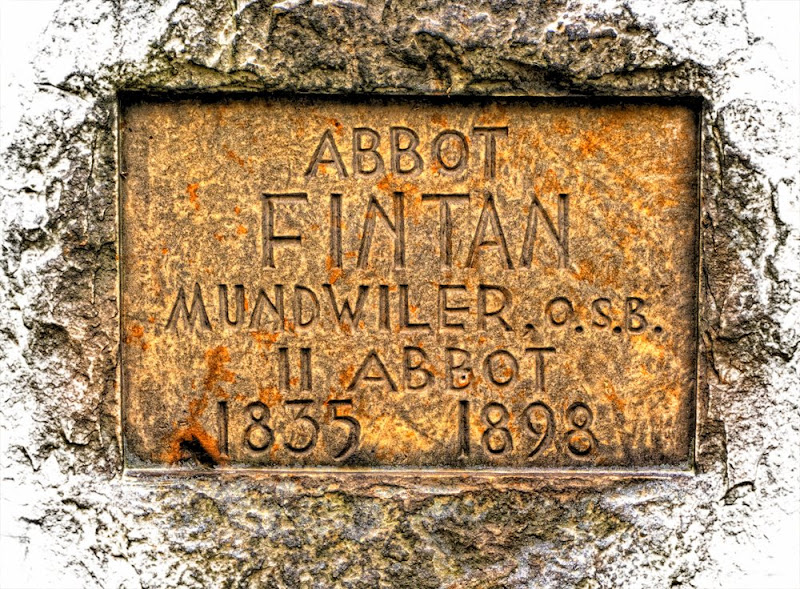 ABBOT
FINTAN
MUNDWILER, O.S.B.
II ABBOT
1835 1898